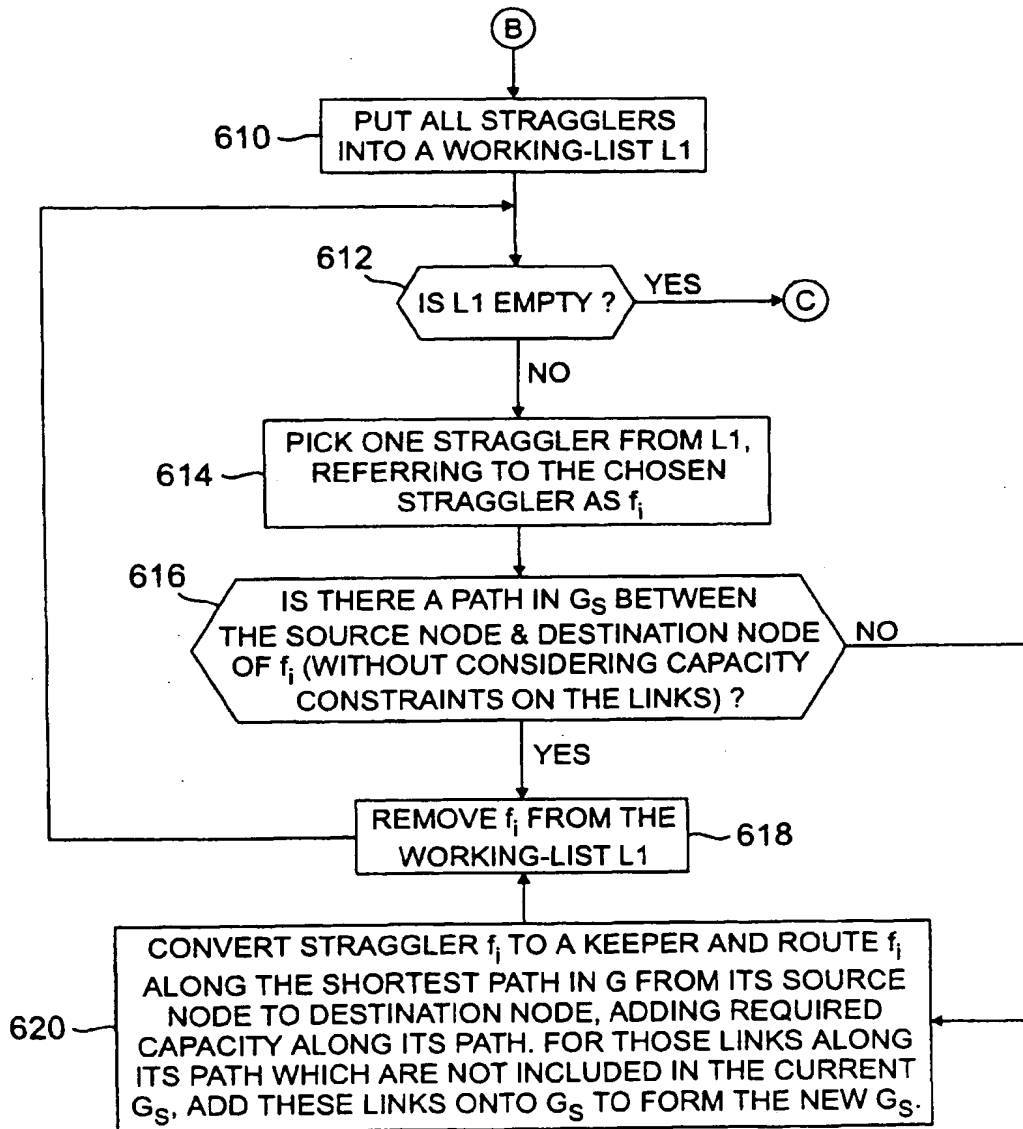 B
610
PUT ALL STRAGGLERS
INTO A WORKING-LIST L1
612
IS L1 EMPTY ?
YES
C
NO
614
PICK ONE STRAGGLER FROM L1,
REFERRING TO THE CHOSEN
STRAGGLER AS fi
616
IS THERE A PATH IN GS BETWEEN
THE SOURCE NODE & DESTINATION NODE
OF fi (WITHOUT CONSIDERING CAPACITY
CONSTRAINTS ON THE LINKS) ?
NO
YES
REMOVE fi FROM THE
WORKING-LIST L1
618
620
CONVERT STRAGGLER fi TO A KEEPER AND ROUTE fi
ALONG THE SHORTEST PATH IN G FROM ITS SOURCE
NODE TO DESTINATION NODE, ADDING REQUIRED
CAPACITY ALONG ITS PATH. FOR THOSE LINKS ALONG
ITS PATH WHICH ARE NOT INCLUDED IN THE CURRENT
GS, ADD THESE LINKS ONTO GS TO FORM THE NEW GS.